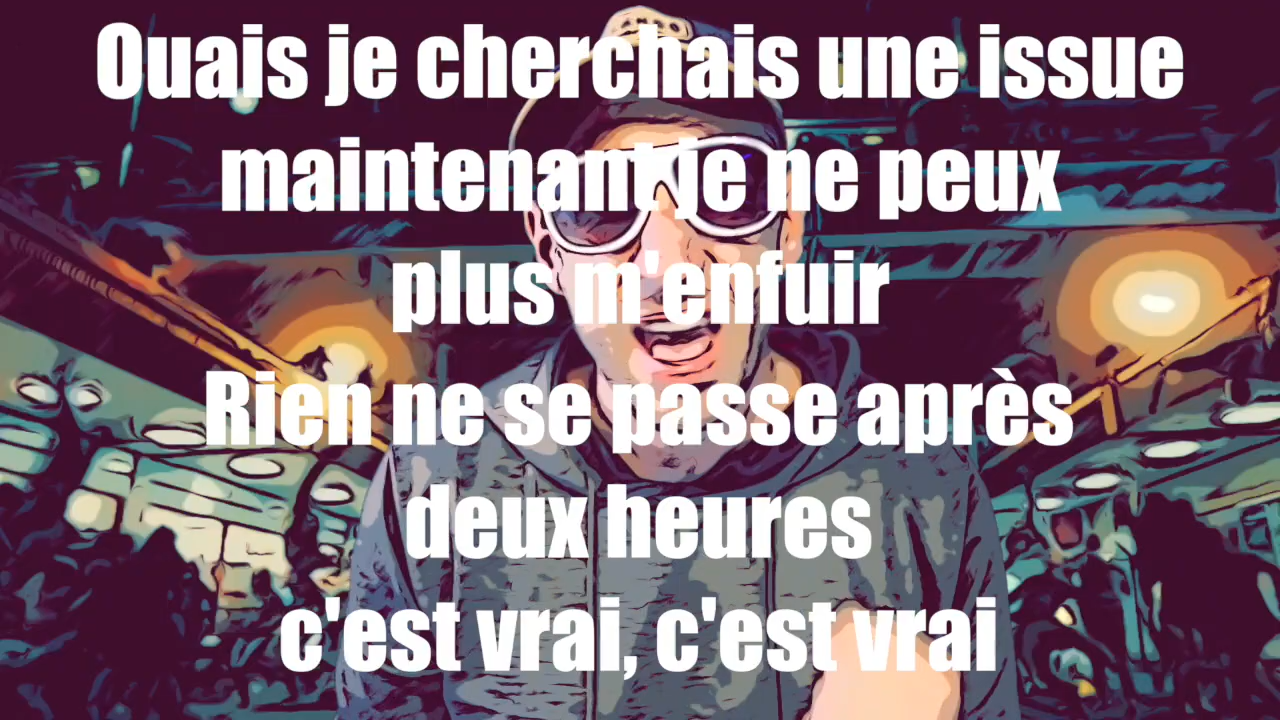 Ouais je cherchais une issue
maintenant je ne peux
plus m'enfuir
Rien ne se passe après
deux heures
c'est vrai, c'est vrai